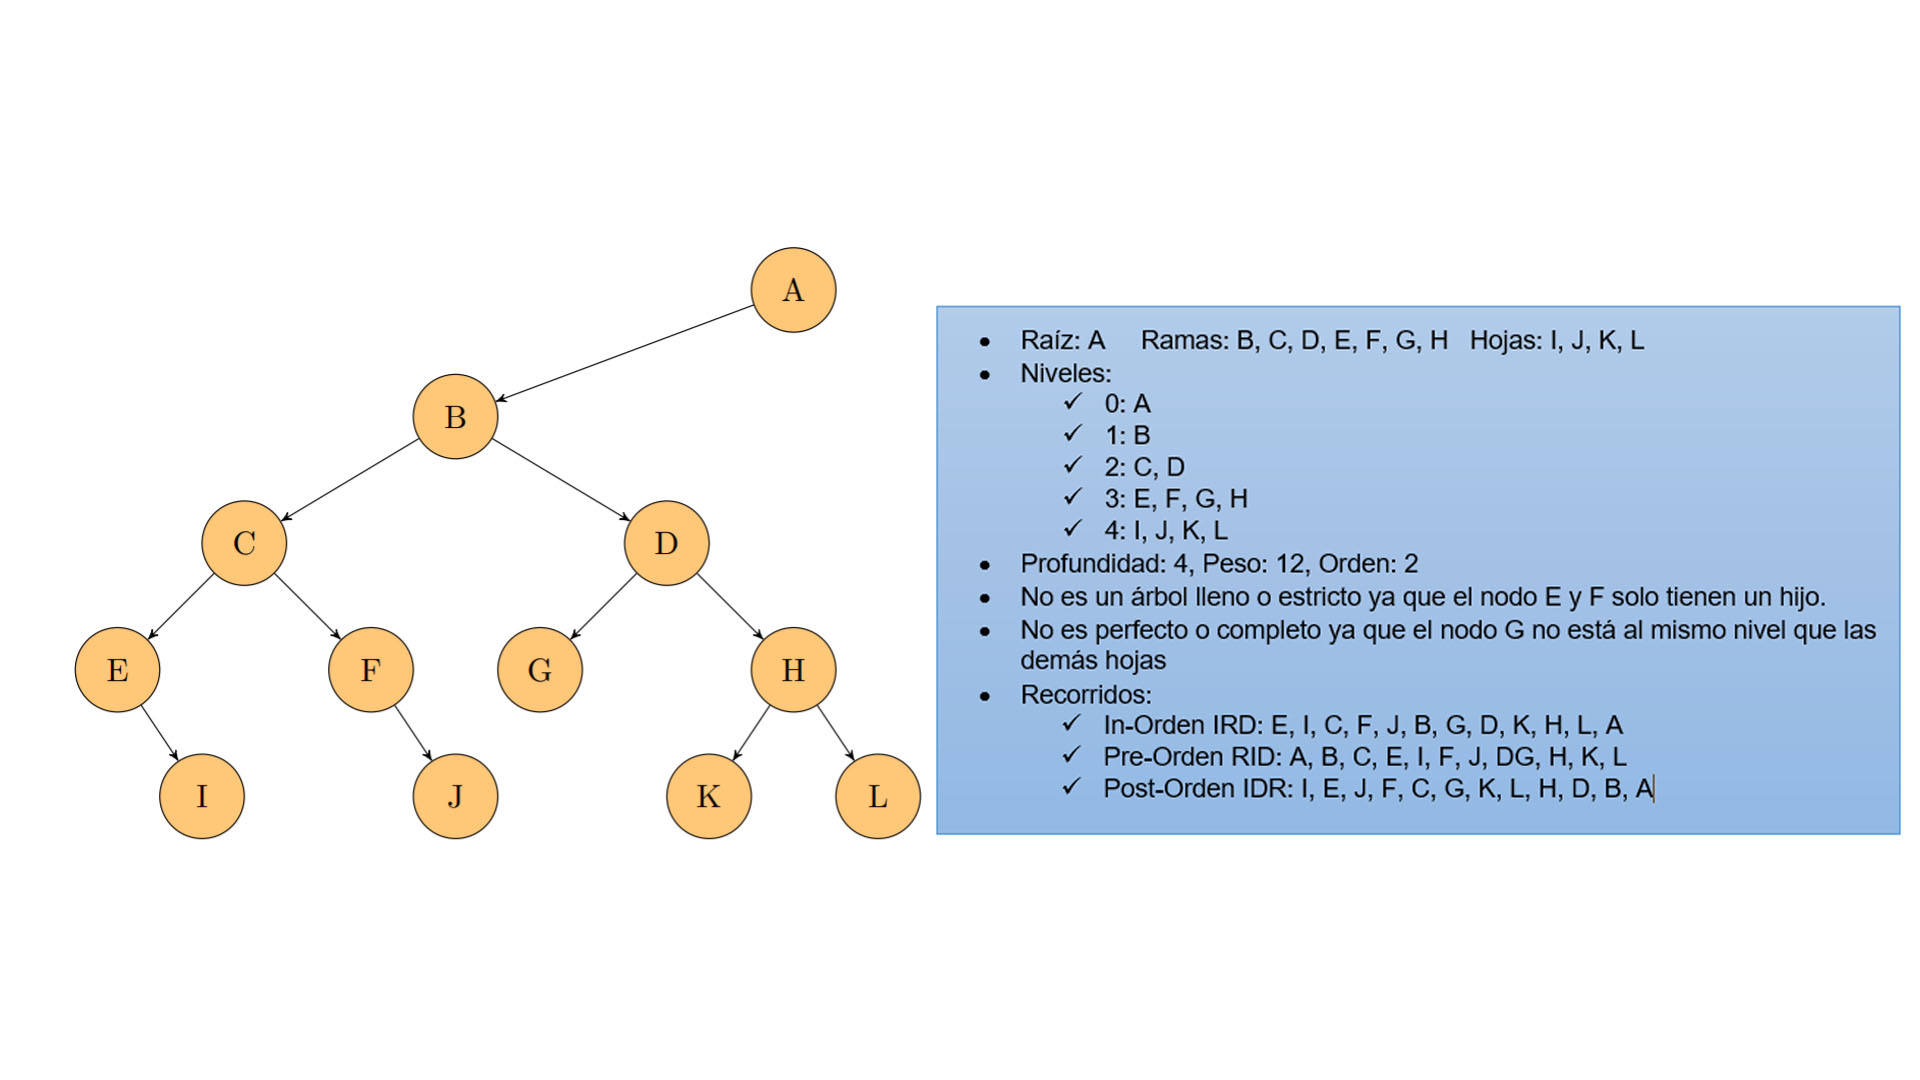 A
B
C
D
E
F
G
H
I
J
K
L
• Raíz: A Ramas: B, C, D, E, F, G, H Hojas: I, J, K, L
• Niveles:
✓ 0: A
✓ 1: B
✓ 2: C, D
✓ 3: E, F, G, H
✓ 4: I, J, K, L
• Profundidad: 4, Peso: 12, Orden: 2
• No es un árbol lleno o estricto ya que el nodo E y F solo tienen un hijo.
• No es perfecto o completo ya que el nodo G no está al mismo nivel que las
demás hojas
• Recorridos:
✓ In-Orden IRD: E, I, C, F, J, B, G, D, K, H, L, A
✓ Pre-Orden RID: A, B, C, E, I, F, J, DG, H, K, L
✓ Post-Orden IDR: I, E, J, F, C, G, K, L, H, D, B, A